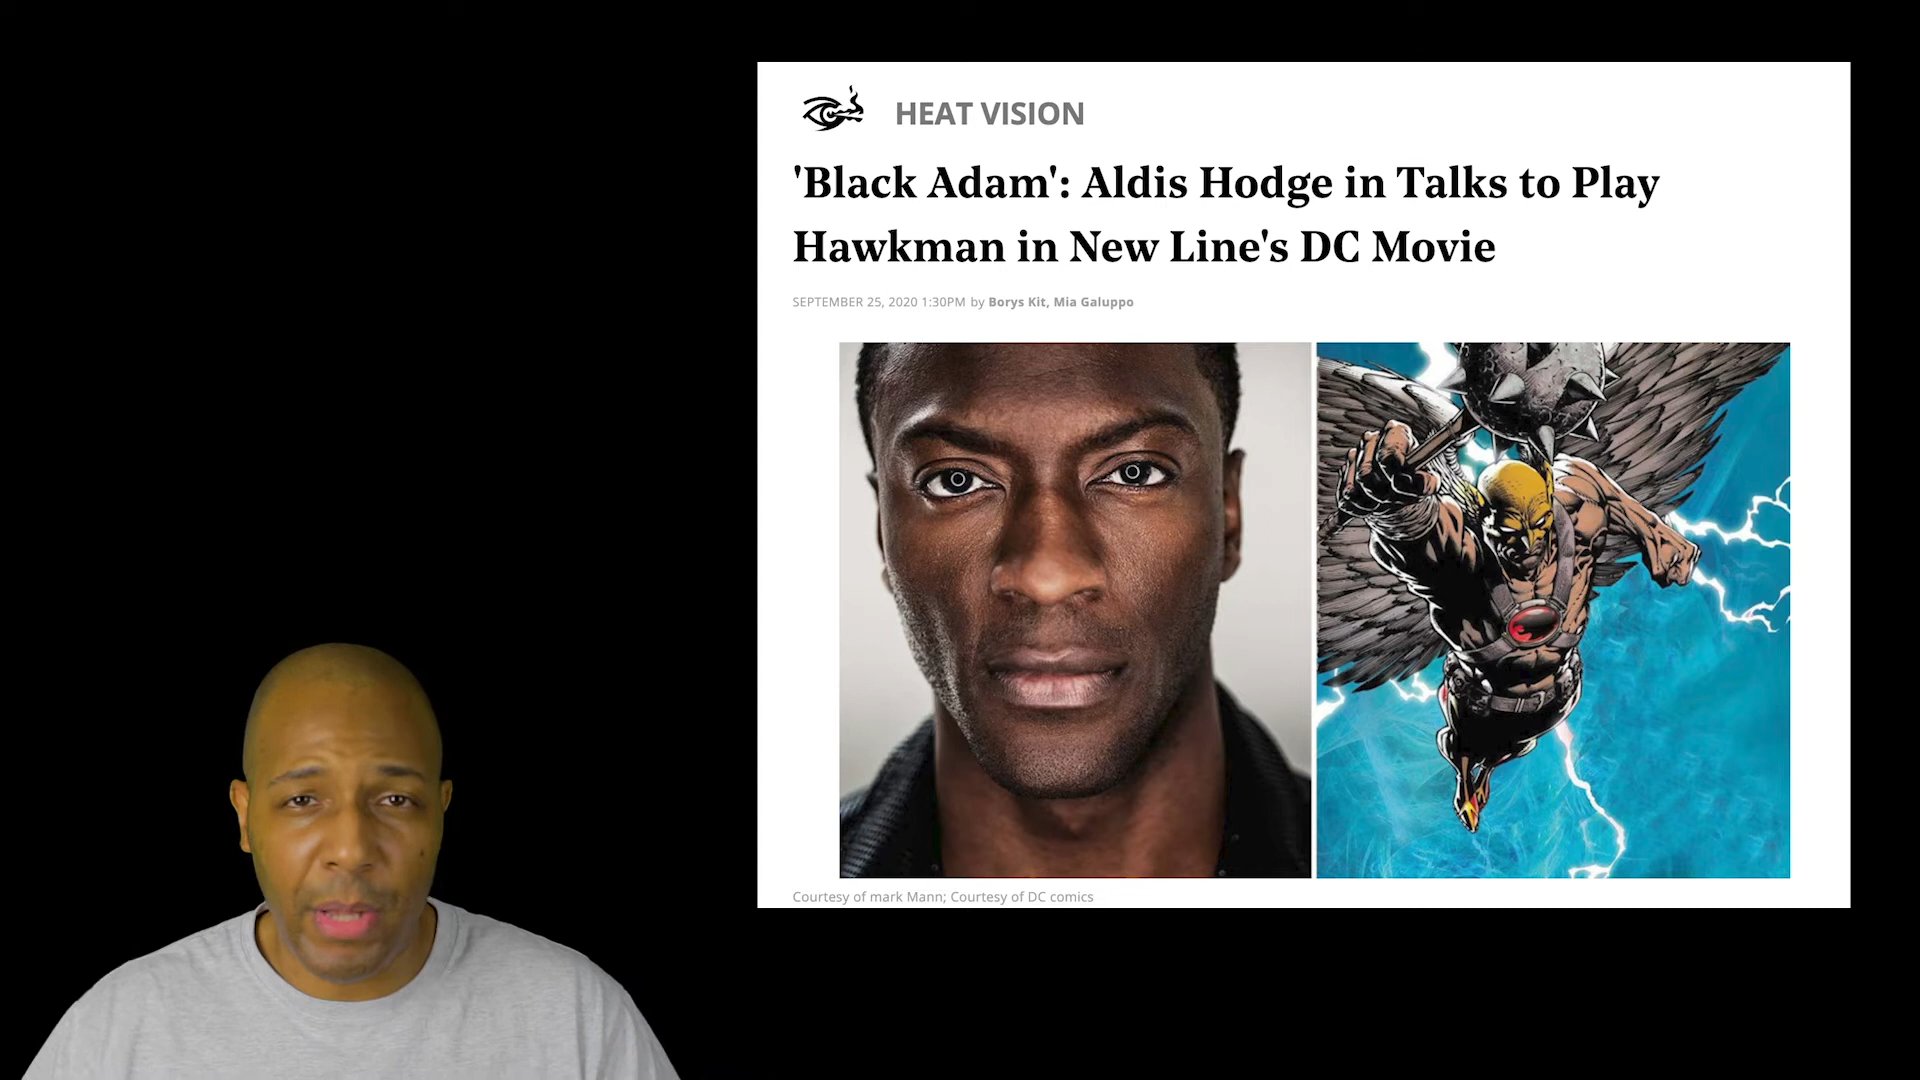 HEAT VISION
'Black Adam': Aldis Hodge in Talks to Play
Hawkman in New Line's DC Movie
SEPTEMBER 25, 2020 1:30PM by Borys Kit, Mia Galuppo
Courtesy of mark Mann; Courtesy of DC comics